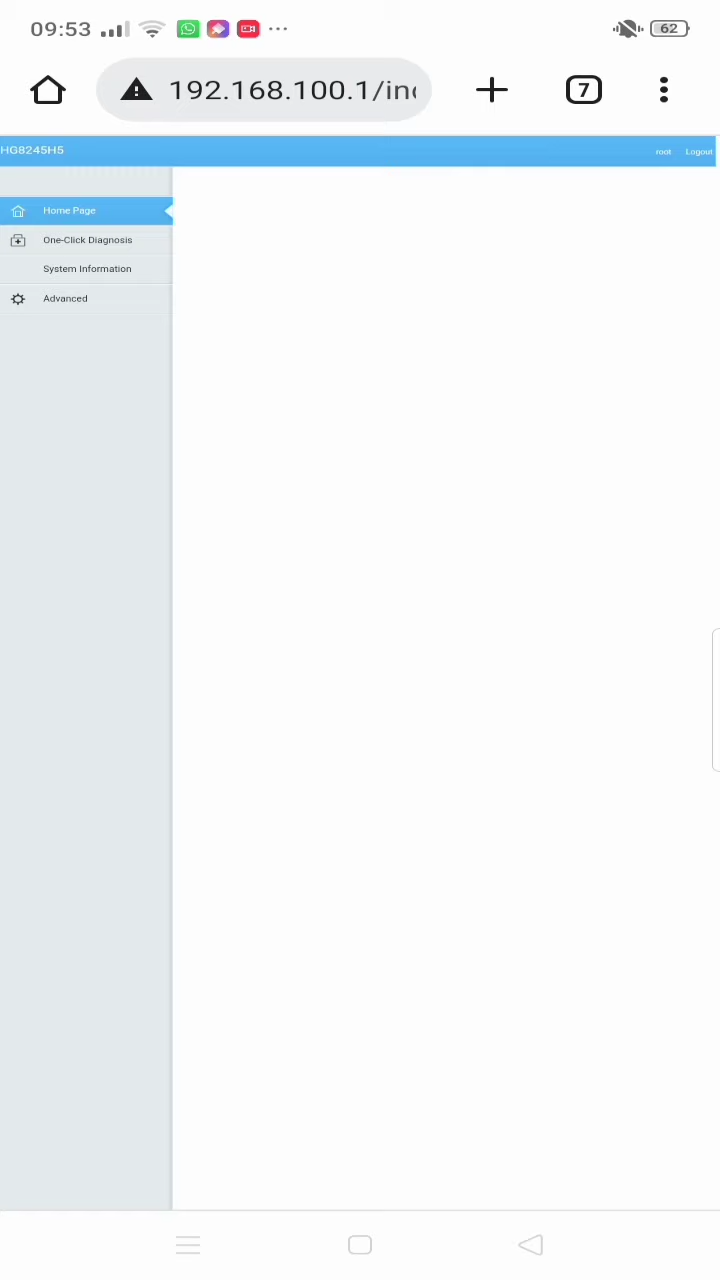 09:53
62
192.168.100.1/in
7
HG8245H5
root Logout
Home Page
One-Click Diagnosis
System Information
Advanced